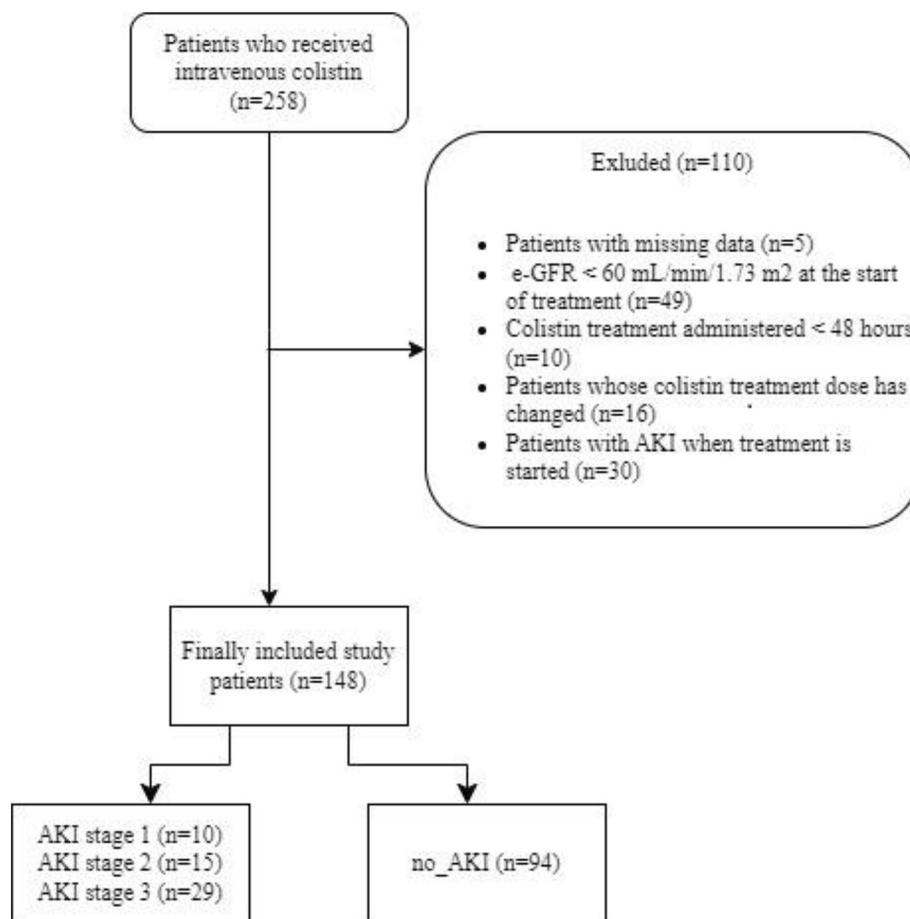 Patients who received
intravenous colistin
(n=258)
Exluded (n=110)
• Patients with missing data (n=5)
• e-GFR < 60 mL/min/1.73 m2 at the start
of treatment (n=49)
• Colistin treatment administered < 48 hours
(n=10)
• Patients whose colistin treatment dose has
changed (n=16)
• Patients with AKI when treatment is
started (n=30)
Finally included study
patients (n=148)
AKI stage 1 (n=10)
AKI stage 2 (n=15)
AKI stage 3 (n=29)
no_AKI (n=94)